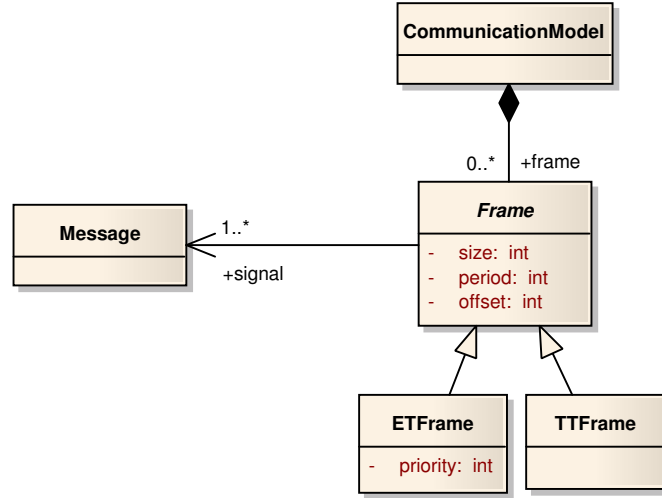 CommunicationModel
0..* +frame
Frame
- size: int
- period: int
- offset: int
Message
1..*
+signal
ETFrame
- priority: int
TTFrame